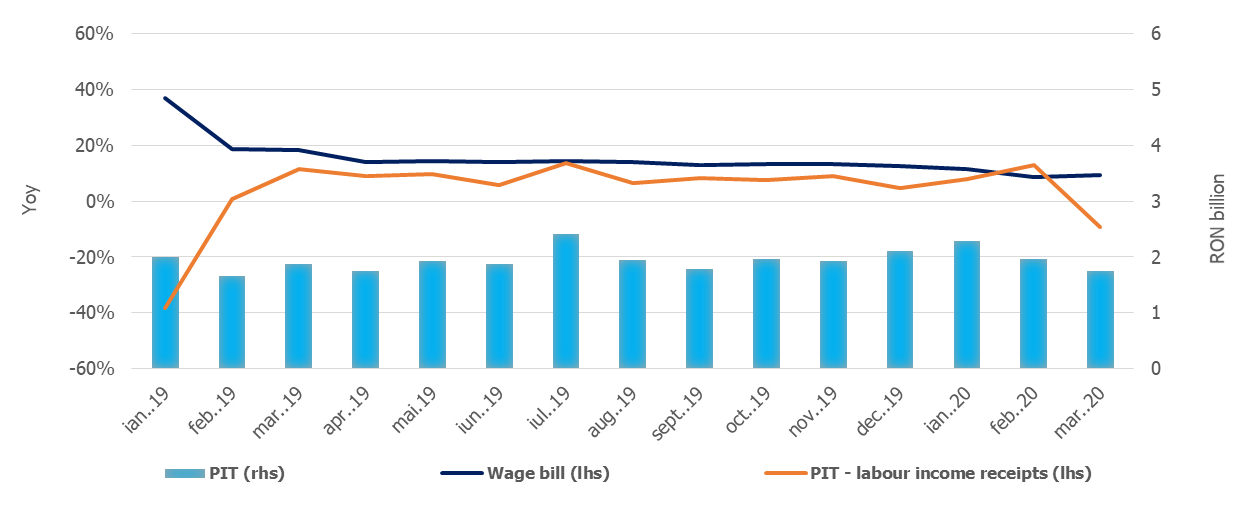 60%
40%
20%
0%
-20%
-40%
-60%
Yoy
6
5
4
3
2
1
0
RON billion
ian..19
feb..19
mar..19
apr..19
mai.19
iun..19
iul..19
aug..19
sept..19
oct..19
nov..19
dec..19
ian..20
feb..20
mar..20
PIT (rhs)
Wage bill (lhs)
PIT - labour income receipts (lhs)